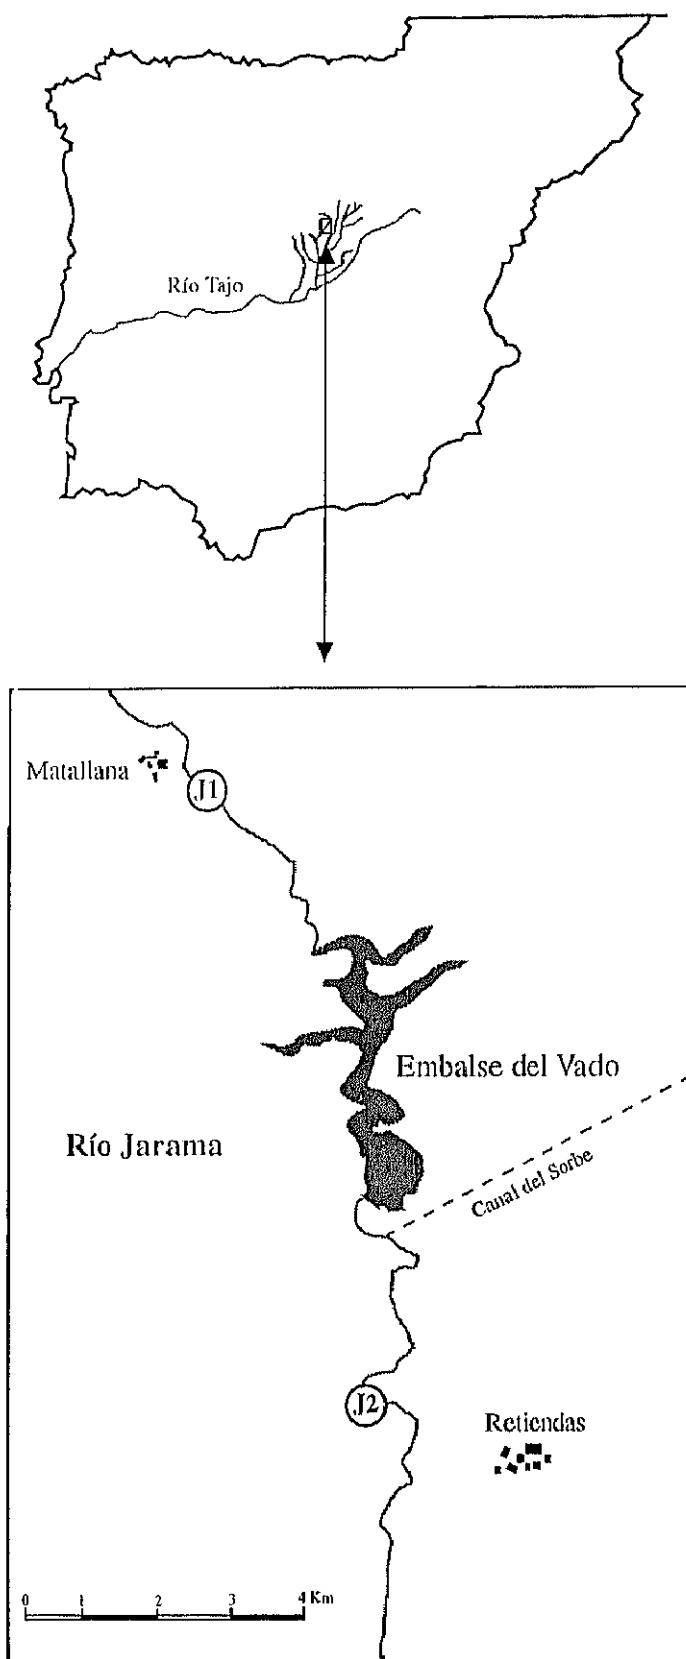 Río Tajo
Matallana
J1
Embalse del Vado
Río Jarama
Canal del Sorbe
J2
Retiendas
0 1 2 3 4 Km